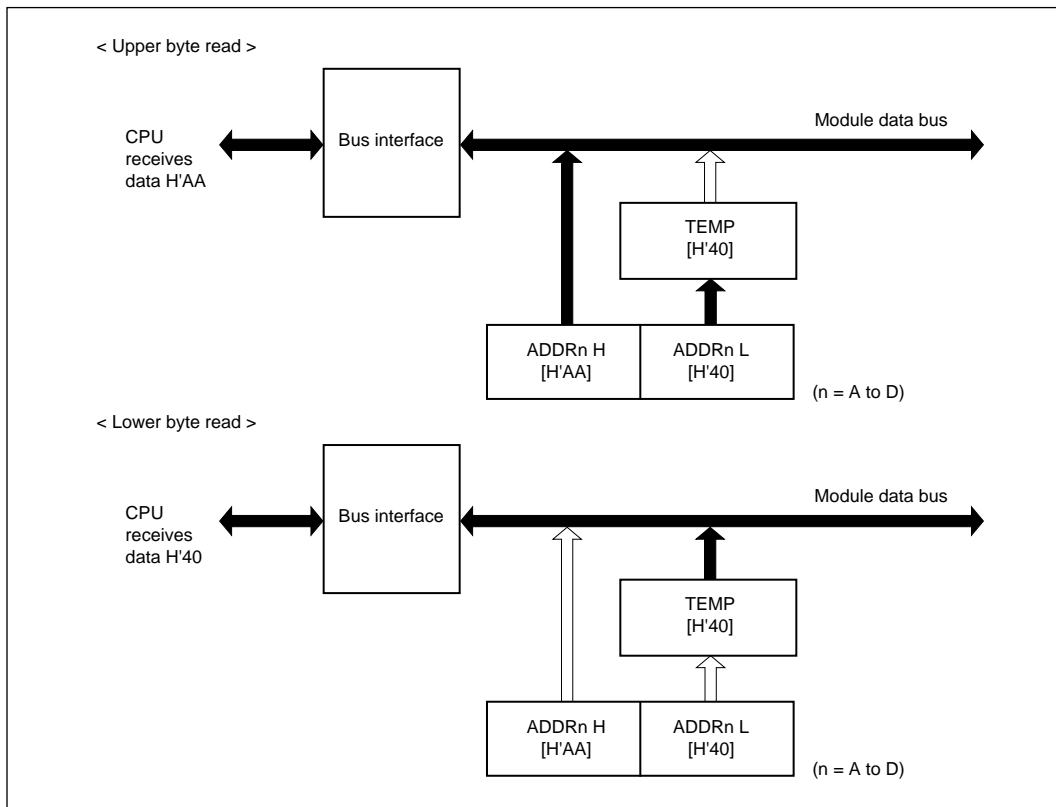 < Upper byte read >
CPU
receives
data H'AA
Bus interface
Module data bus
TEMP
[H'40]
ADDRn H
[H'AA]
ADDRn L
[H'40]
(n = A to D)
< Lower byte read >
CPU
receives
data H'40
Bus interface
Module data bus
TEMP
[H'40]
ADDRn H
[H'AA]
ADDRn L
[H'40]
(n = A to D)